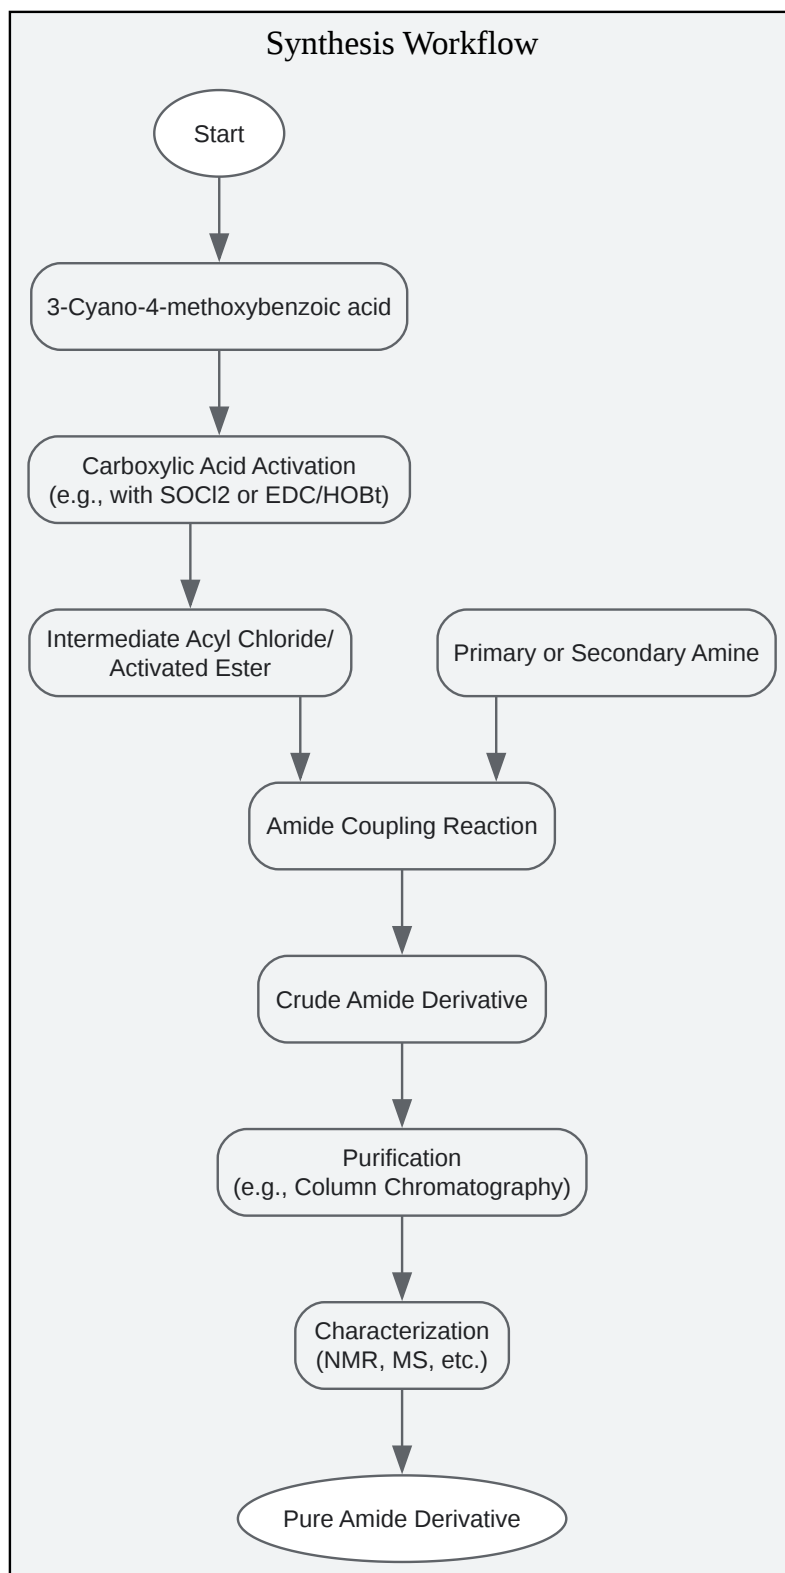 Synthesis Workflow
Start
3-Cyano-4-methoxybenzoic acid
Carboxylic Acid Activation
(e.g., with SOCl2 or EDC/HOBt)
Intermediate Acyl Chloride/
Activated Ester
Primary or Secondary Amine
Amide Coupling Reaction
Crude Amide Derivative
Purification
(e.g., Column Chromatography)
Characterization
(NMR, MS, etc.)
Pure Amide Derivative